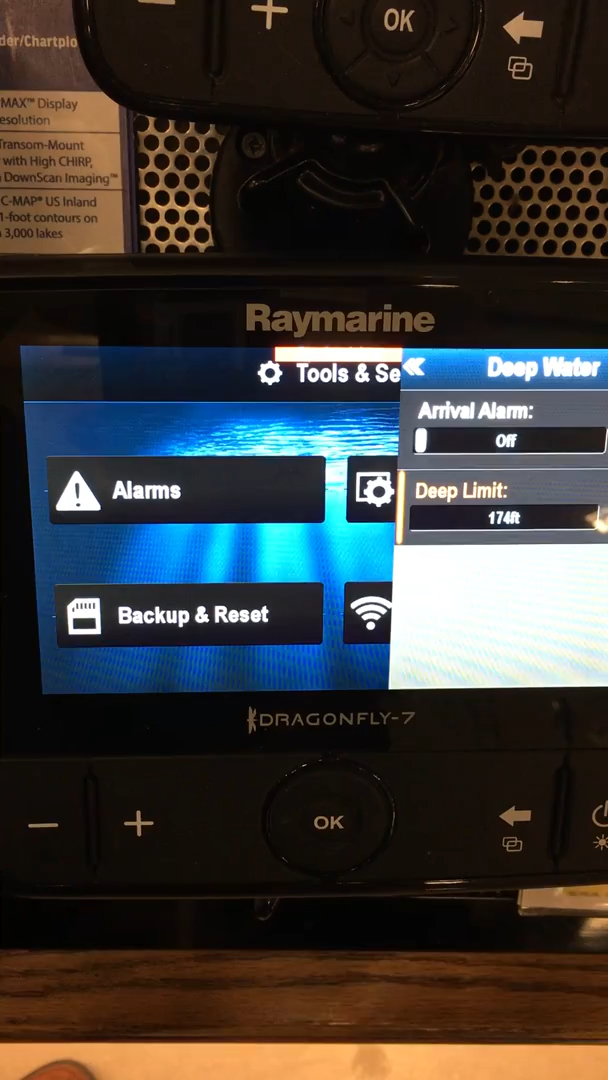 OK
der/Chartplo
MAX™ Display
esolution
Transom-Mount
with High CHIRP,
DownScan Imaging™
C-MAP® US Inland
1-foot contours on
3,000 lakes
Raymarine
Tools & Se
Deep Water
Arrival Alarm:
Off
Deep Limit:
174ft
Alarms
Backup & Reset
DRAGONFLY-7
OK